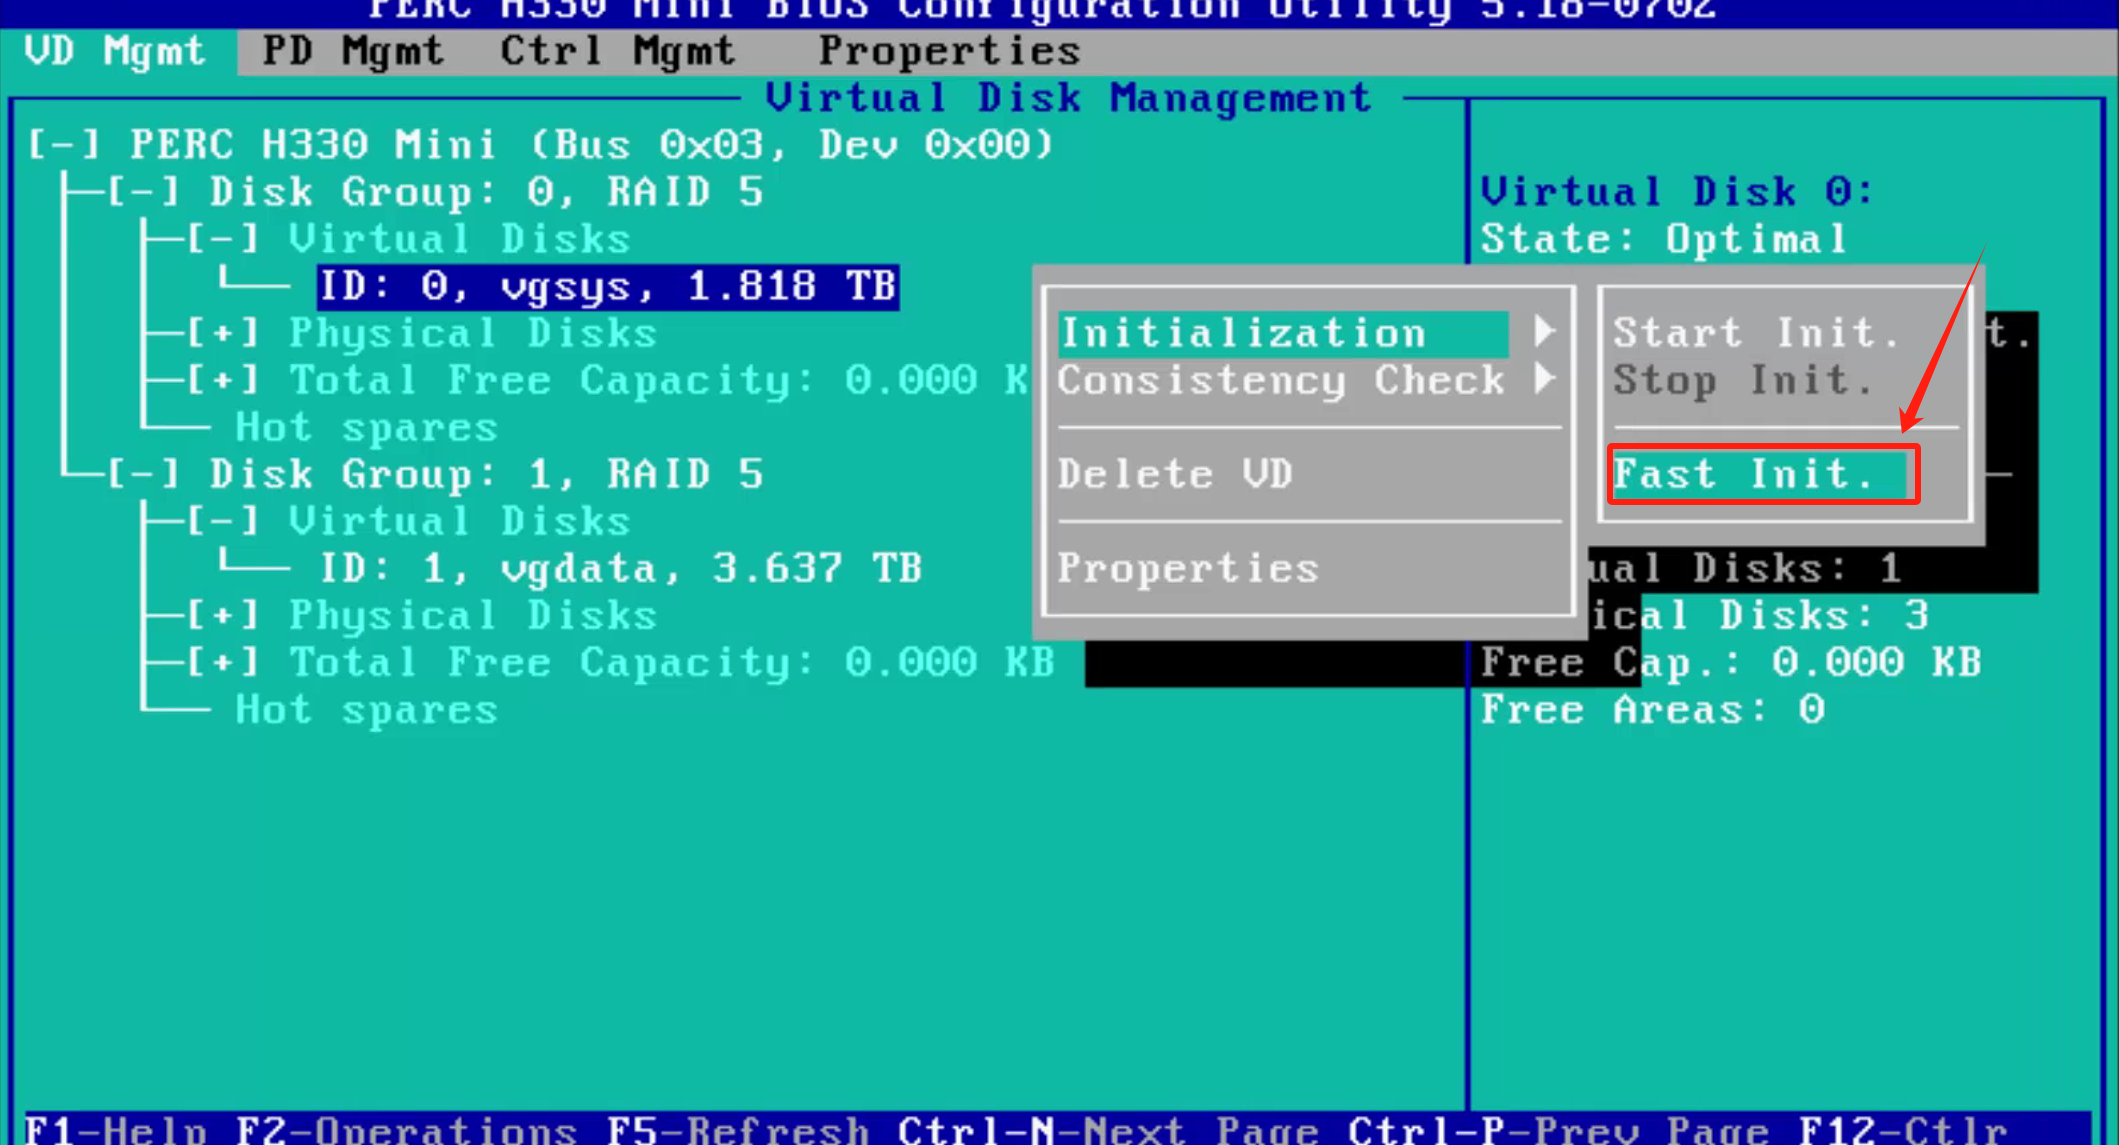 PERC H330 Mini BIOS Configuration Utility 5.18-0702
VD Mgmt PD Mgmt Ctrl Mgmt Properties
Virtual Disk Management
[-] PERC H330 Mini (Bus 0x03, Dev 0x00)
[-] Disk Group: 0, RAID 5
[-] Virtual Disks
ID: 0, vgsys, 1.818 TB
[+] Physical Disks
[+] Total Free Capacity: 0.000 K
Hot spares
[-] Disk Group: 1, RAID 5
[-] Virtual Disks
ID: 1, vgdata, 3.637 TB
[+] Physical Disks
[+] Total Free Capacity: 0.000 KB
Hot spares
Initialization
Consistency Check
Delete VD
Properties
Start Init.
Stop Init.
Fast Init.
Virtual Disk 0:
State: Optimal
t.
ual Disks: 1
ical Disks: 3
Free Cap.: 0.000 KB
Free Areas: 0
F1-Help F2-Operations F5-Refresh Ctrl-N-Next Page Ctrl-P-Prev Page F12-Ctlr